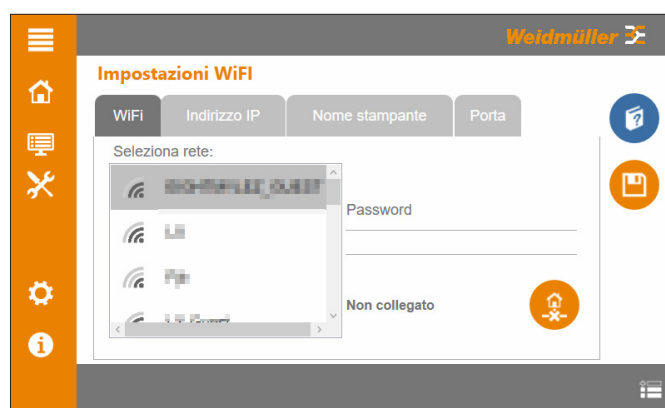 Weidmüller
Impostazioni WiFI
WiFi
Indirizzo IP
Nome stampante
Porta
Seleziona rete:
Password
Non collegato